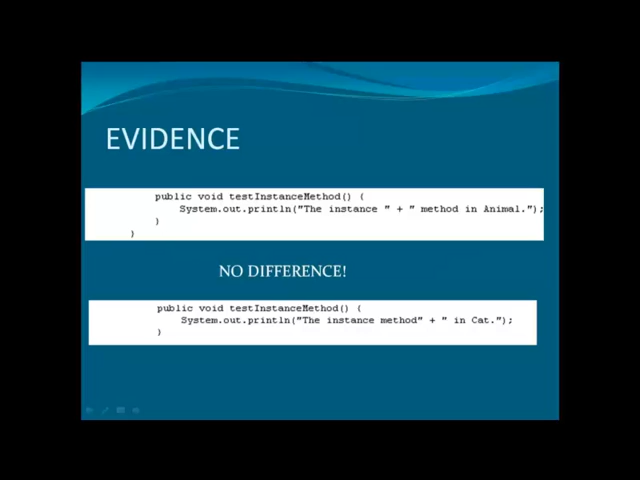 EVIDENCE
public void testInstanceMethod() {
System.out.println("The instance " + " method in Animal.");
}
}
NO DIFFERENCE!
public void testInstanceMethod() {
System.out.println("The instance method" + " in Cat.");
}